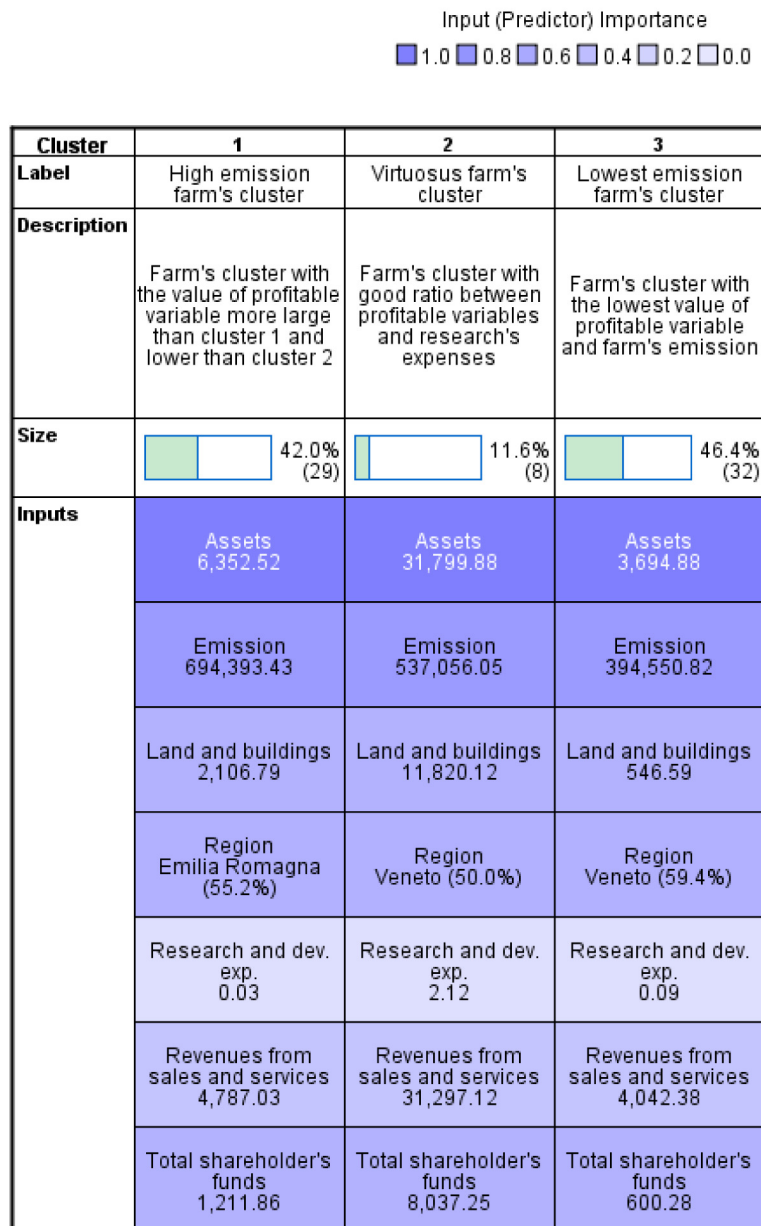 Input (Predictor) Importance
1.0 0.8 0.6 0.4 0.2 0.0
Cluster 1 2 3
Label
High emission
farm's cluster
Virtuosus farm's
cluster
Lowest emission
farm's cluster
Description
Farm's cluster with
the value of profitable
variable more large
than cluster 1 and
lower than cluster 2
Farm's cluster with
good ratio between
profitable variables
and research's
expenses
Farm's cluster with
the lowest value of
profitable variable
and farm's emission
Size
42.0%
(29)
11.6%
(8)
46.4%
(32)
Inputs
Assets
6,352.52
Assets
31,799.88
Assets
3,694.88
Emission
694,393.43
Emission
537,056.05
Emission
394,550.82
Land and buildings
2,106.79
Land and buildings
11,820.12
Land and buildings
546.59
Region
Emilia Romagna
(55.2%)
Region
Veneto (50.0%)
Region
Veneto (59.4%)
Research and dev.
exp.
0.03
Research and dev.
exp.
2.12
Research and dev.
exp.
0.09
Revenues from
sales and services
4,787.03
Revenues from
sales and services
31,297.12
Revenues from
sales and services
4,042.38
Total shareholder's
funds
1,211.86
Total shareholder's
funds
8,037.25
Total shareholder's
funds
600.28